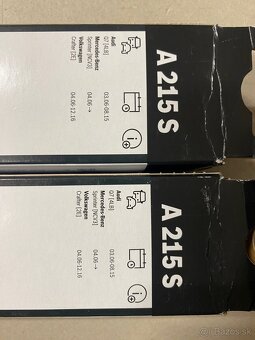 A 215 S
Audi
Q7 [4LB]
03.06-08.15
Mercedes-Benz
Sprinter [NCV3]
04.06→
Volkswagen
Crafter [2E]
04.06-12.16
A 215 S
Audi
Q7 [4LB]
03.06-08.15
Mercedes-Benz
Sprinter [NCV3]
04.06→
Volkswagen
Crafter [2E]
04.06-12.16
bazos.sk